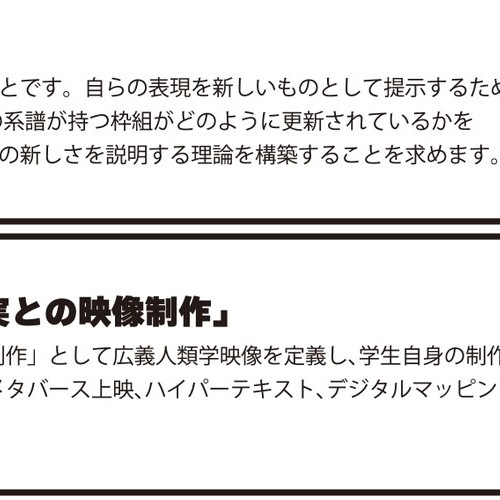 とです。自らの表現を新しいものとして提示するため
の系譜が持つ枠組がどのように更新されているかを
の新しさを説明する理論を構築することを求めます。
実との映像制作」
制作」として広義人類学映像を定義し、学生自身の制作
メタバース上映、ハイパーテキスト、デジタルマッピン